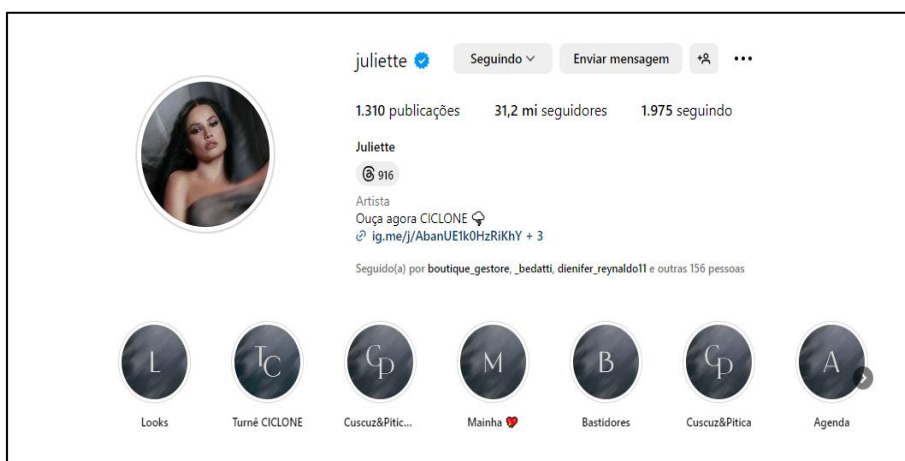 juliette Seguindo Enviar mensagem
1.310 publicações 31,2 mi seguidores 1.975 seguindo
Juliette
916
Artista
Ouça agora CICLONE 🌪
ig.me/j/AbanUE1k0HzRiKhY + 3
Seguido(a) por boutique_gestore, _bedatti, dienifer_reynaldo11 e outras 156 pessoas
L TC CP M B CP A
Looks Turnê CICLONE Cuscuz&Pitic... Mainha 💖 Bastidores Cuscuz&Pitica Agenda